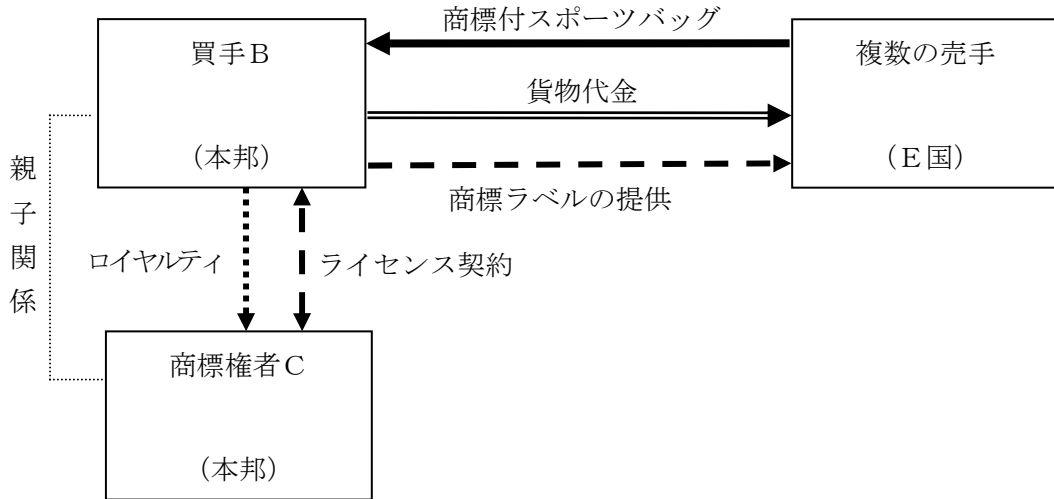 商標付スポーツバッグ
買手B
複数の売手
貨物代金
(本邦)
(E国)
商標ラベルの提供
親子関係
ロイヤルティ
ライセンス契約
商標権者C
(本邦)